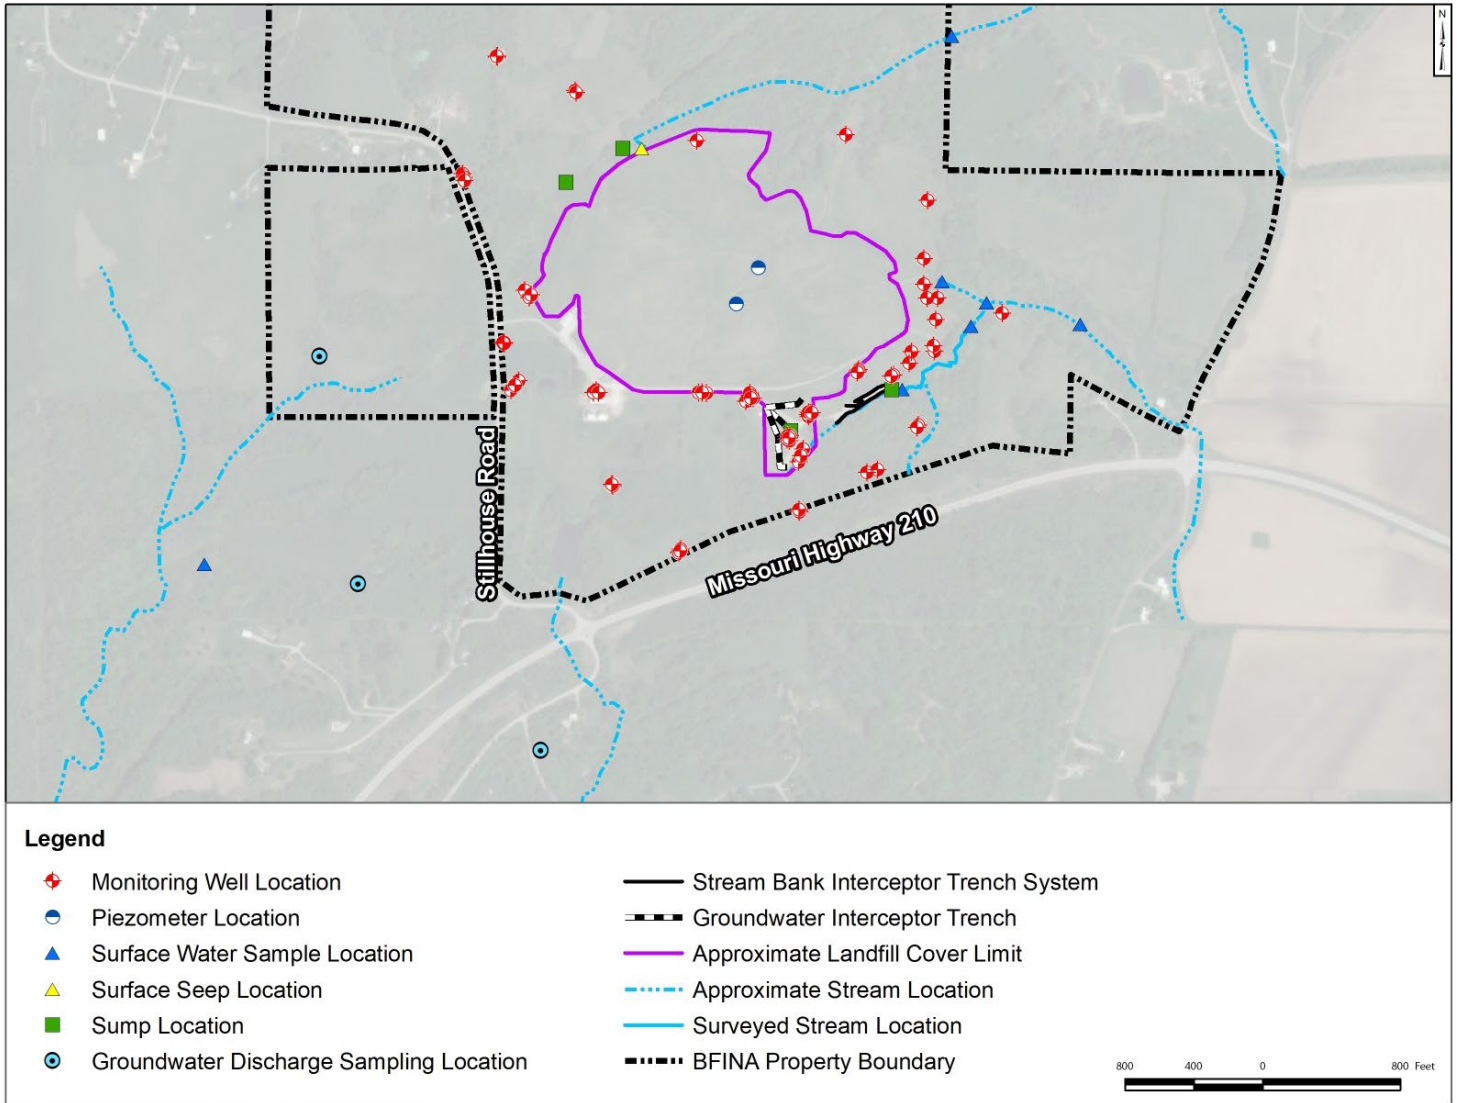 N
Stillhouse Road
Missouri Highway 210
Legend
Monitoring Well Location
Piezometer Location
Surface Water Sample Location
Surface Seep Location
Sump Location
Groundwater Discharge Sampling Location
Stream Bank Interceptor Trench System
Groundwater Interceptor Trench
Approximate Landfill Cover Limit
Approximate Stream Location
Surveyed Stream Location
BFINA Property Boundary
800 400 0 800 Feet